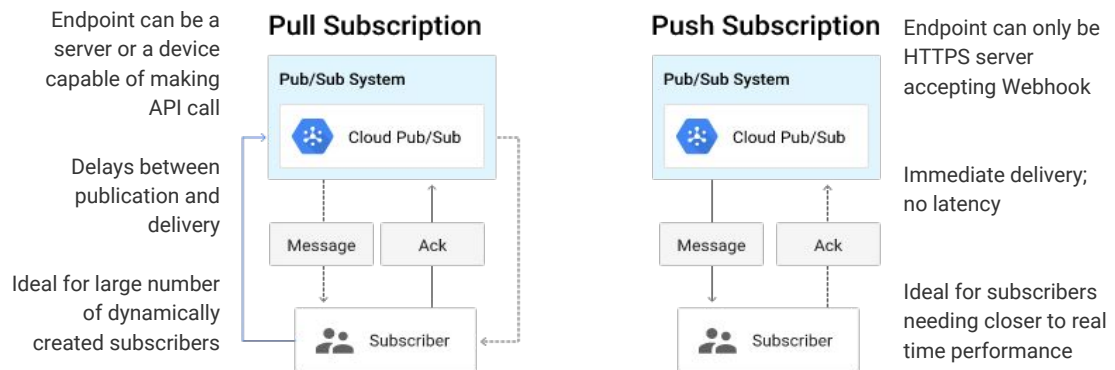 Endpoint can be a
server or a device
capable of making
API call
Delays between
publication and
delivery
Ideal for large number
of dynamically
created subscribers
Pull Subscription
Pub/Sub System
Cloud Pub/Sub
Message
Ack
Subscriber
Push Subscription
Pub/Sub System
Cloud Pub/Sub
Message
Ack
Subscriber
Endpoint can only be
HTTPS server
accepting Webhook
Immediate delivery;
no latency
Ideal for subscribers
needing closer to real
time performance